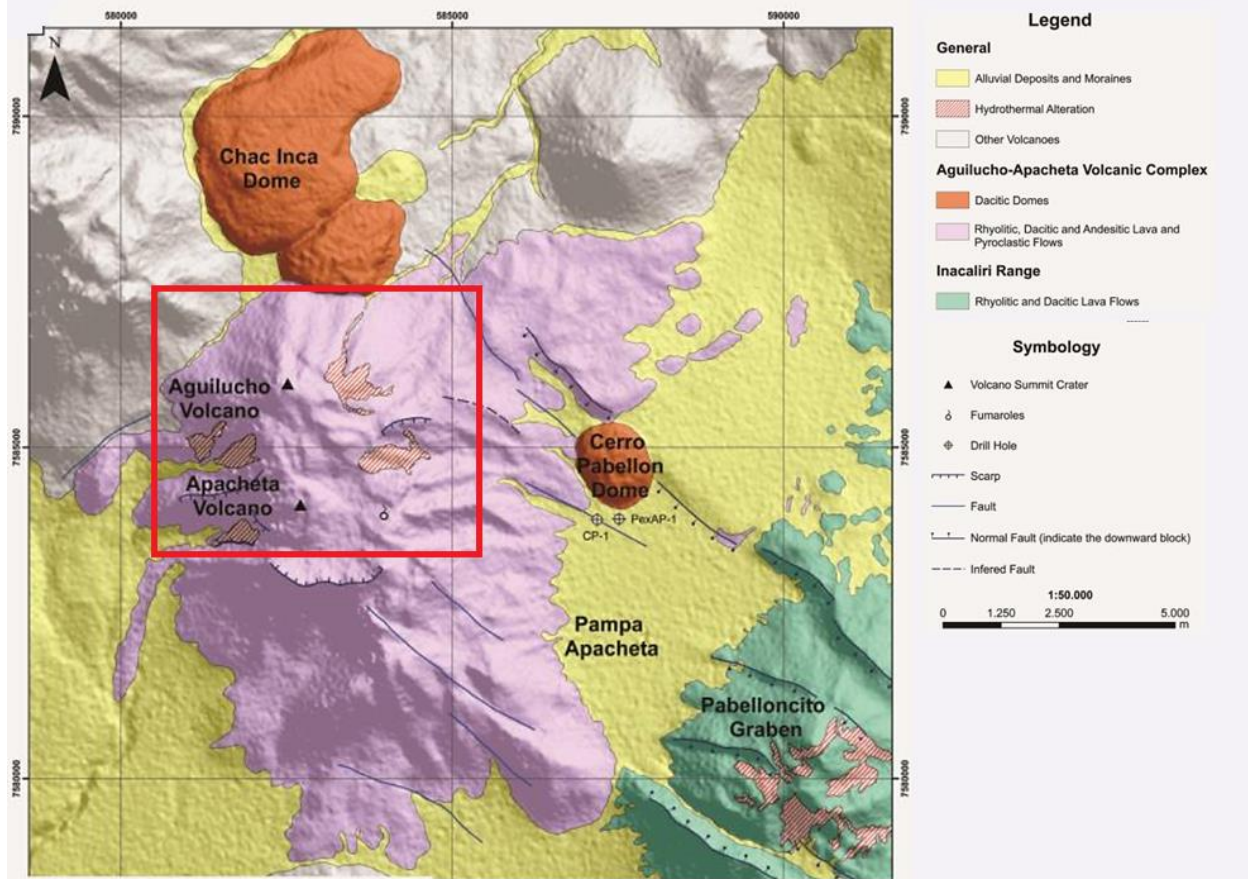 580000
585000
590000
N
7590000
7590000
Chac Inca
Dome
Aguilucho
Volcano
7585000
7585000
Apacheta
Volcano
Cerro
Pabellon
Dome
CP-1
PexAP-1
Pampa
Apacheta
Pabelloncito
Graben
7580000
7580000
Legend
General
Alluvial Deposits and Moraines
Hydrothermal Alteration
Other Volcanoes
Aguilucho-Apacheta Volcanic Complex
Dacitic Domes
Rhyolitic, Dacitic and Andesitic Lava and
Pyroclastic Flows
Inacaliri Range
Rhyolitic and Dacitic Lava Flows
Symbology
Volcano Summit Crater
Fumaroles
Drill Hole
Scarp
Fault
Normal Fault (indicate the downward block)
Infered Fault
1:50.000
0 1.250 2.500 5.000
m